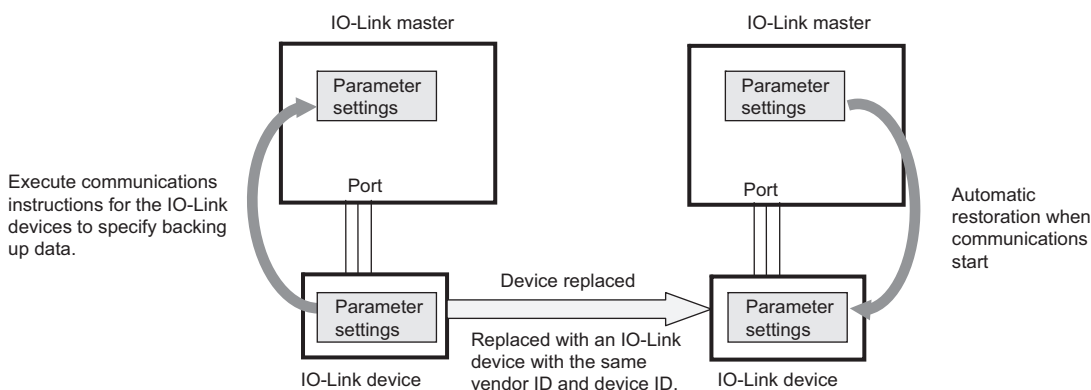 IO-Link master
Parameter
settings
Execute communications
instructions for the IO-Link
devices to specify backing
up data.
Port
Parameter
settings
IO-Link device
Device replaced
Replaced with an IO-Link
device with the same
vendor ID and device ID.
IO-Link master
Parameter
settings
Port
Automatic
restoration when
communications
start
Parameter
settings
IO-Link device